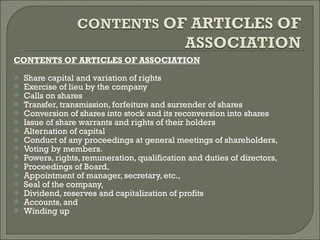 CONTENTS OF ARTICLES OF
ASSOCIATION
CONTENTS OF ARTICLES OF ASSOCIATION
Share capital and variation of rights
Exercise of lieu by the company
Calls on shares
Transfer, transmission, forfeiture and surrender of shares
Conversion of shares into stock and its reconversion into shares
Issue of share warrants and rights of their holders
Alternation of capital
Conduct of any proceedings at general meetings of shareholders,
Voting by members.
Powers, rights, remuneration, qualification and duties of directors,
Proceedings of Board,
Appointment of manager, secretary, etc.,
Seal of the company,
Dividend, reserves and capitalization of profits
Accounts, and
Winding up